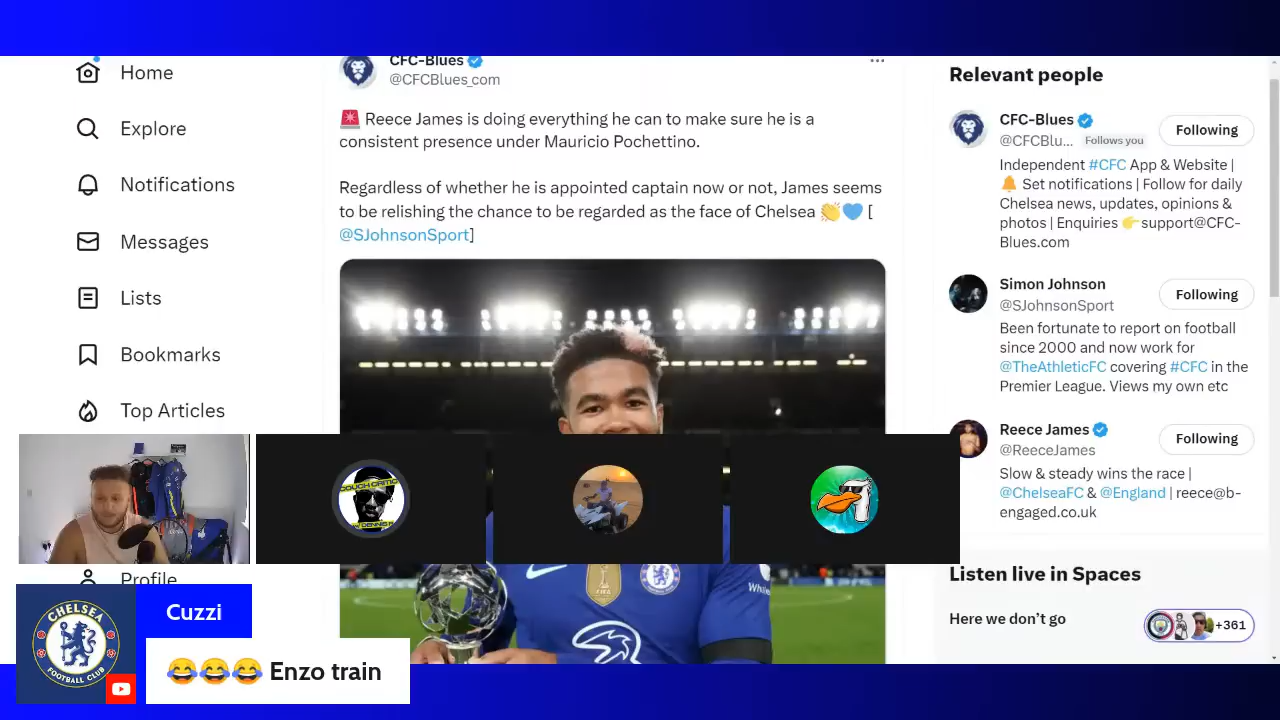 Home
Explore
Notifications
Messages
Lists
Bookmarks
Top Articles
Profile
CFC-Blues
@CFCBlues_com
🚨 Reece James is doing everything he can to make sure he is a
consistent presence under Mauricio Pochettino.
Regardless of whether he is appointed captain now or not, James seems
to be relishing the chance to be regarded as the face of Chelsea 👏💙 [
@SJohnsonSport]
Relevant people
CFC-Blues
Following
@CFCBlu... Follows you
Independent #CFC App & Website |
🔔 Set notifications | Follow for daily
Chelsea news, updates, opinions &
photos | Enquiries 👉support@CFC-
Blues.com
Simon Johnson
@SJohnsonSport
Following
Been fortunate to report on football
since 2000 and now work for
@TheAthleticFC covering #CFC in the
Premier League. Views my own etc
Reece James
@ReeceJames
Following
Slow & steady wins the race |
@ChelseaFC & @England | reece@b-
engaged.co.uk
Listen live in Spaces
Here we don't go
+361
COUCH CRITIC
CHELSEA
FOOTBALL CLUB
Cuzzi
😂😂😂 Enzo train